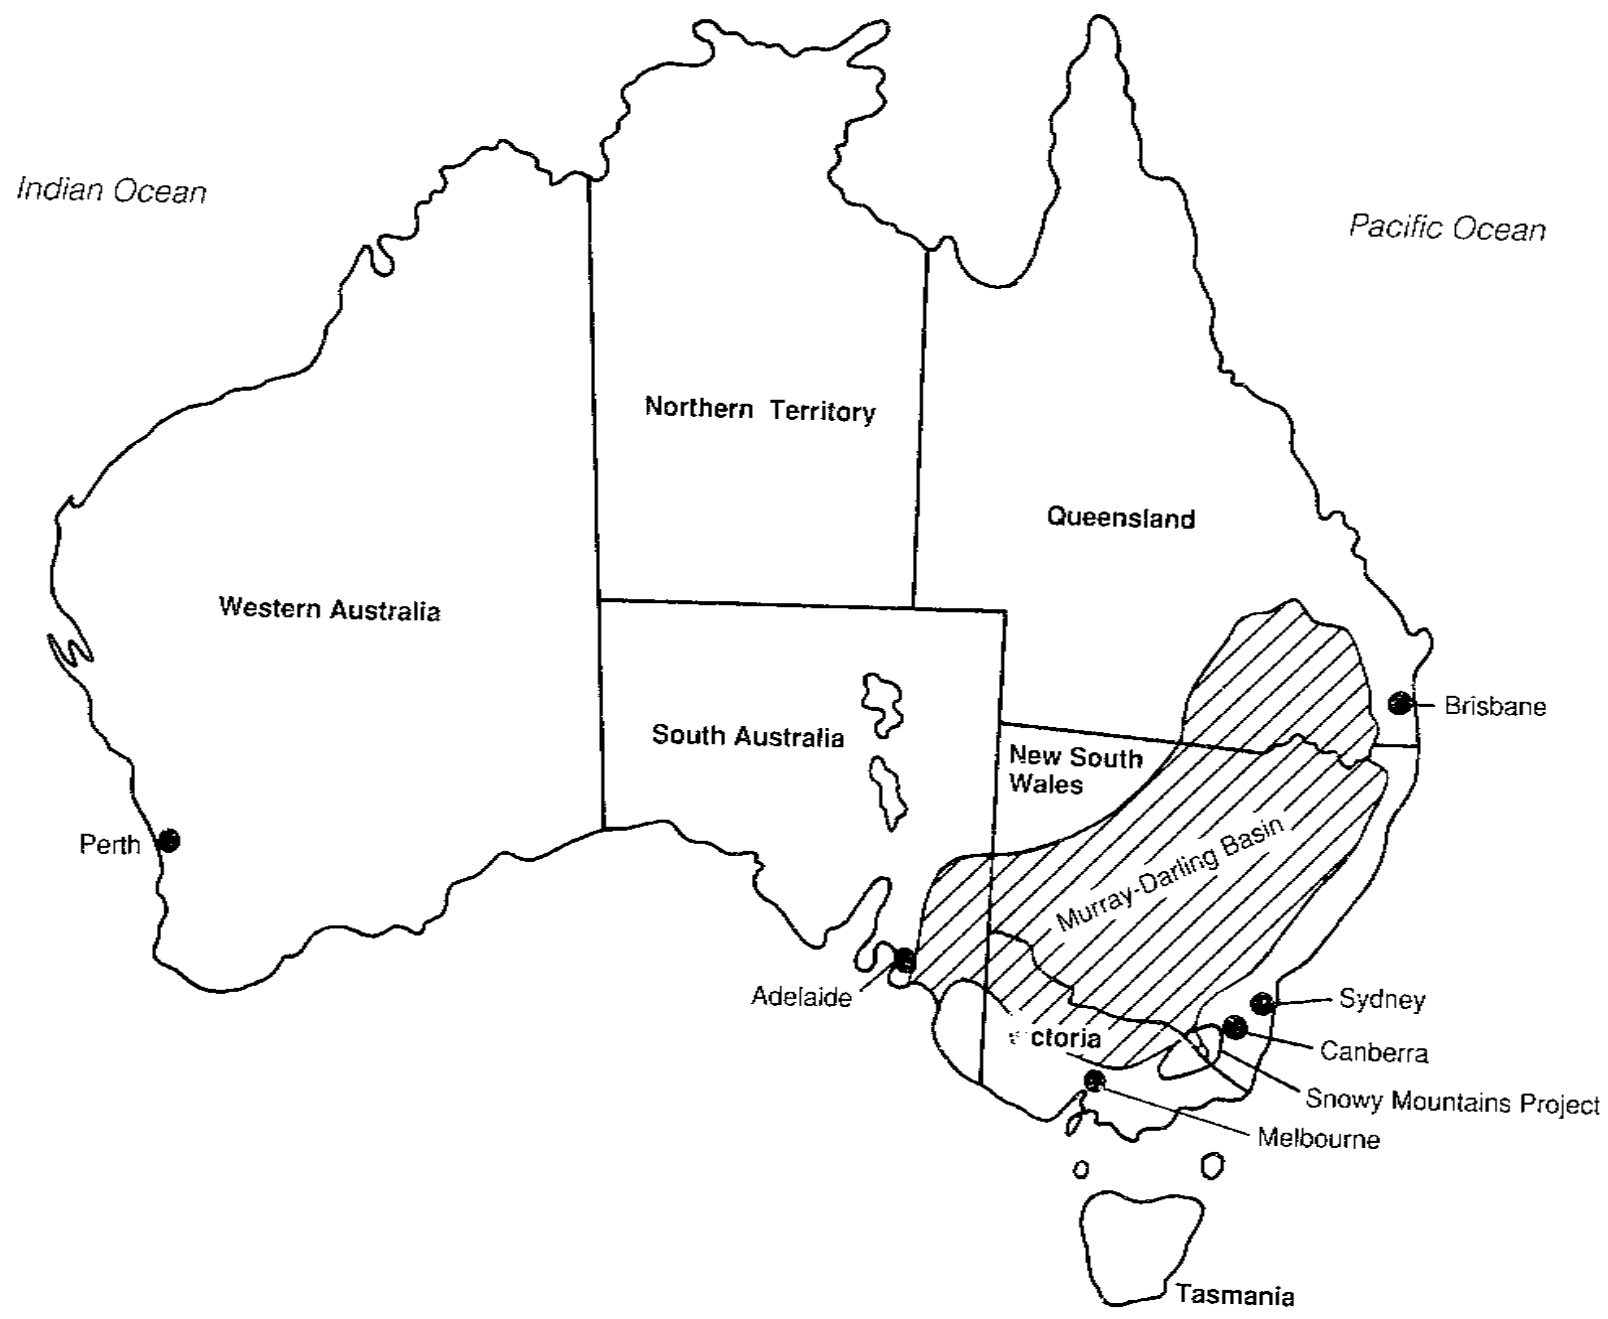 Indian Ocean
Pacific Ocean
Northern Territory
Queensland
Western Australia
South Australia
New South
Wales
Brisbane
Perth
Murray-Darling Basin
Adelaide
Sydney
ctoria
Canberra
Snowy Mountains Project
Melbourne
Tasmania